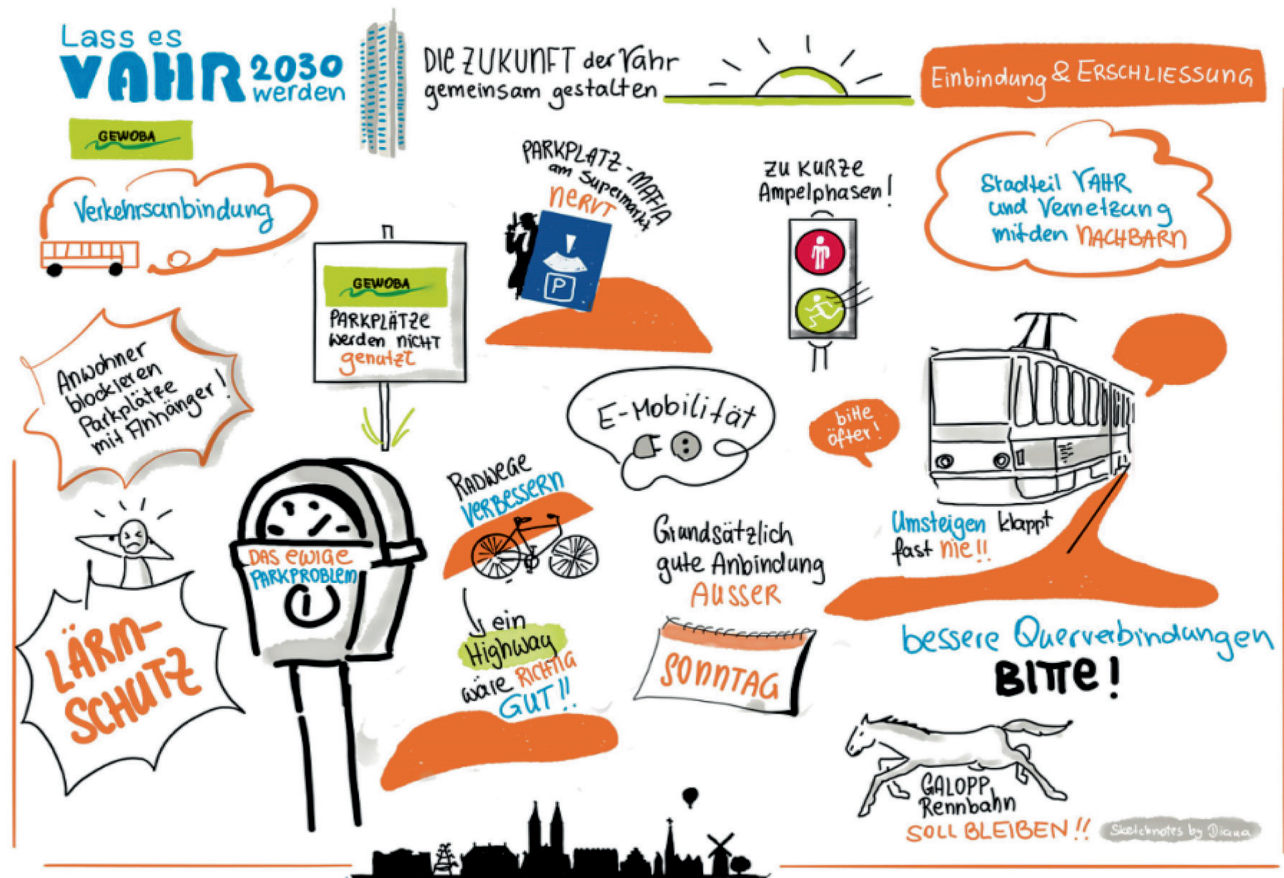 Lass es
VAHR 2030
werden
GEWOBA
DIE ZUKUNFT der Vahr
gemeinsam gestalten
Einbindung & ERSCHLIESSUNG
Verkehrsanbindung
GEWOBA
PARKPLÄTZE
werden NICHT
genutzt
PARKPLATZ-MAFIA
am Supermarkt
nervt
P
zu kurze
Ampelphasen!
Stadtteil VAHR
und Vernetzung
mit den NACHBARN
Anwohner
blockieren
Parkplätze
mit Anhänger!
E-Mobilität
bitte
öfter!
Umsteigen klappt
fast nie!!
LÄRM-
SCHUTZ
DAS ewige
PARKPROBLEM
RADWEGE
VERBESSERN
ein
Highway
wäre RICHTIG
GUT!!
Grundsätzlich
gute Anbindung
AUSSER
SONNTAG
bessere Querverbindungen
BITTE!
GALOPP
Rennbahn
SOLL BLEIBEN!!
Sketchnotes by Diana